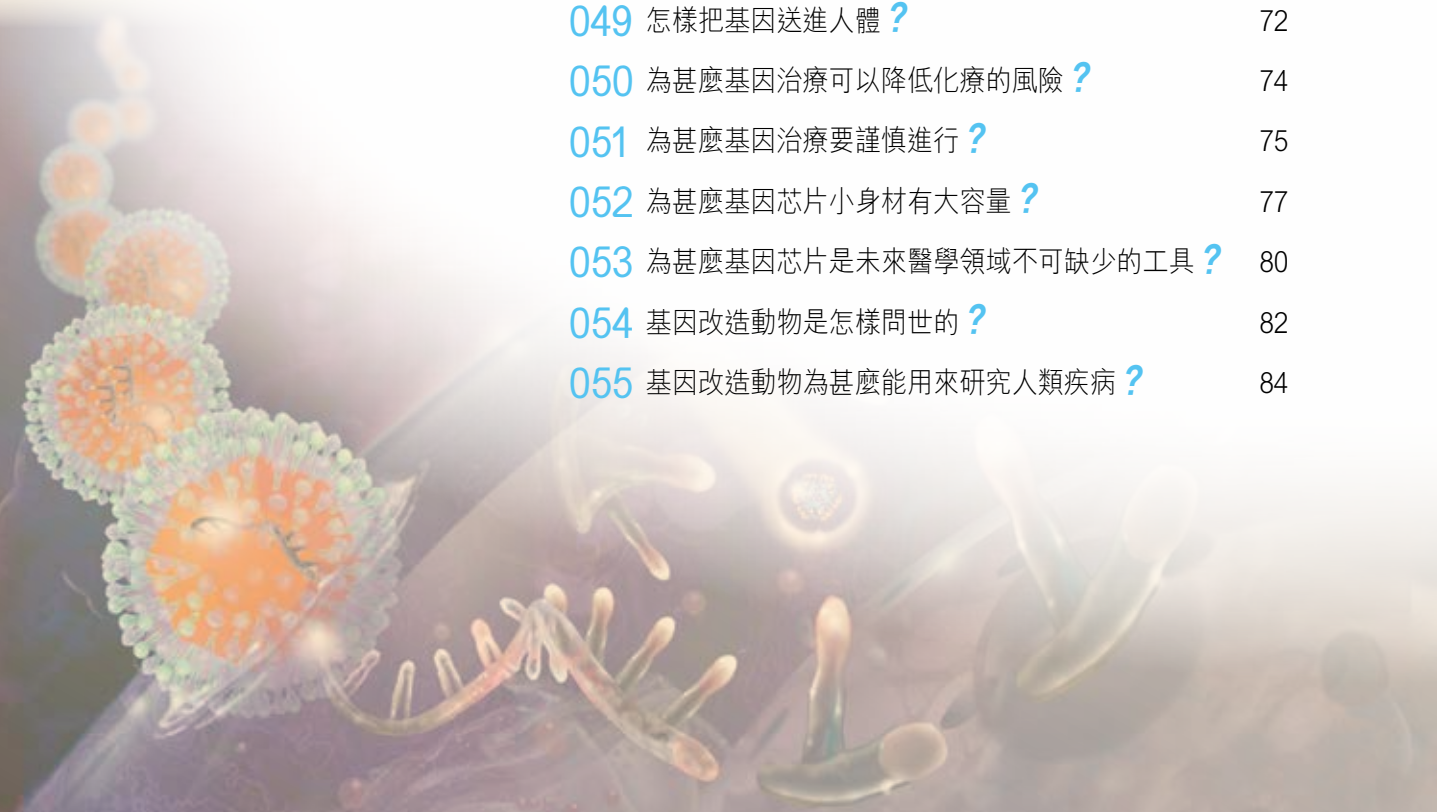 049 怎樣把基因送進人體? 72
050 為甚麼基因治療可以降低化療的風險? 74
051 為甚麼基因治療要謹慎進行? 75
052 為甚麼基因芯片小身材有大容量? 77
053 為甚麼基因芯片是未來醫學領域不可缺少的工具? 80
054 基因改造動物是怎樣問世的? 82
055 基因改造動物為甚麼能用來研究人類疾病? 84